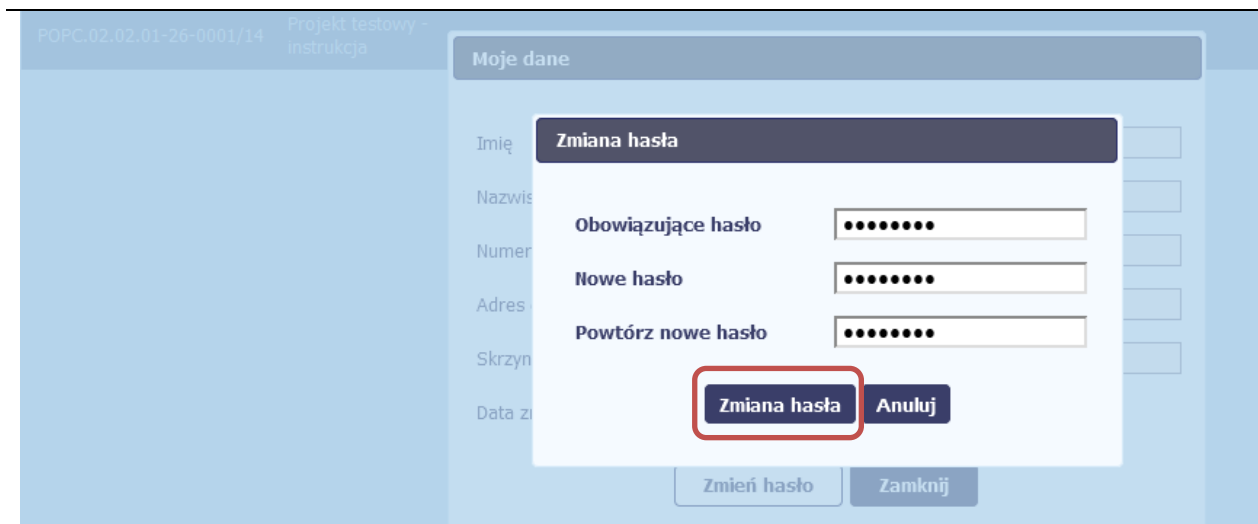 POPC.02.02.01-26-0001/14
Projekt testowy -
instrukcja
Moje dane
Zmiana hasła
Imię
Nazwis
Obowiązujące hasło
Numer
Nowe hasło
Adres
Powtórz nowe hasło
Skrzyn
Zmiana hasła Anuluj
Data z
Zmień hasło Zamknij